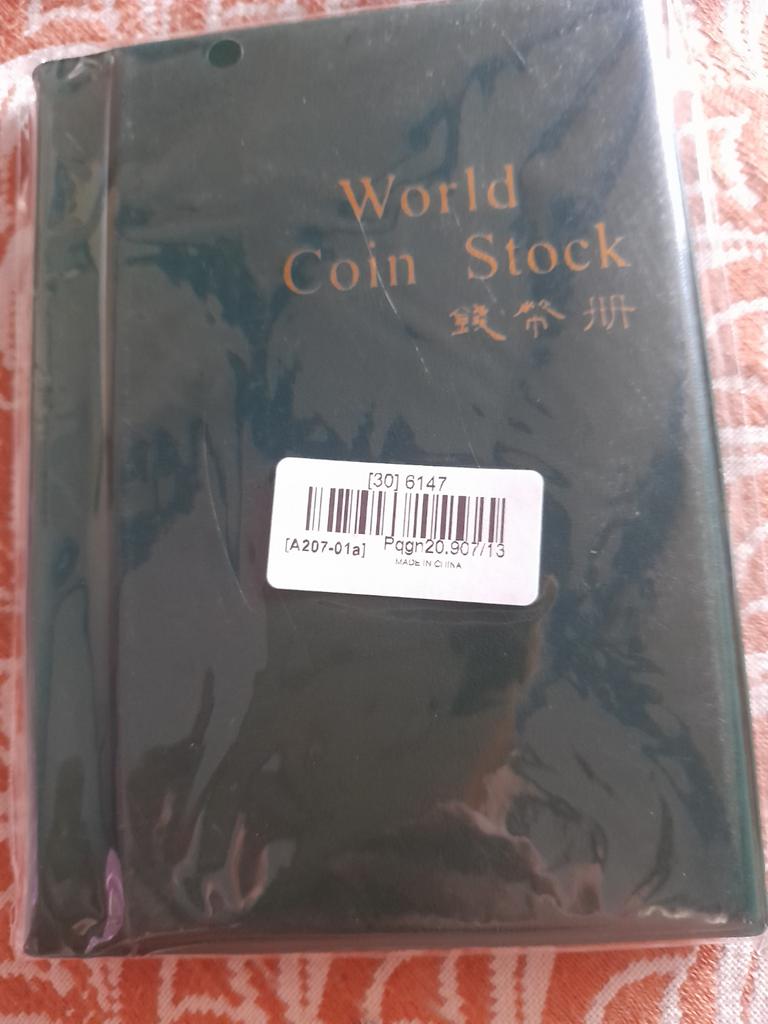 World
Coin Stock
錢幣册
[30] 6147
[A207-01a] Pqgn20.907/13
MADE IN CHINA